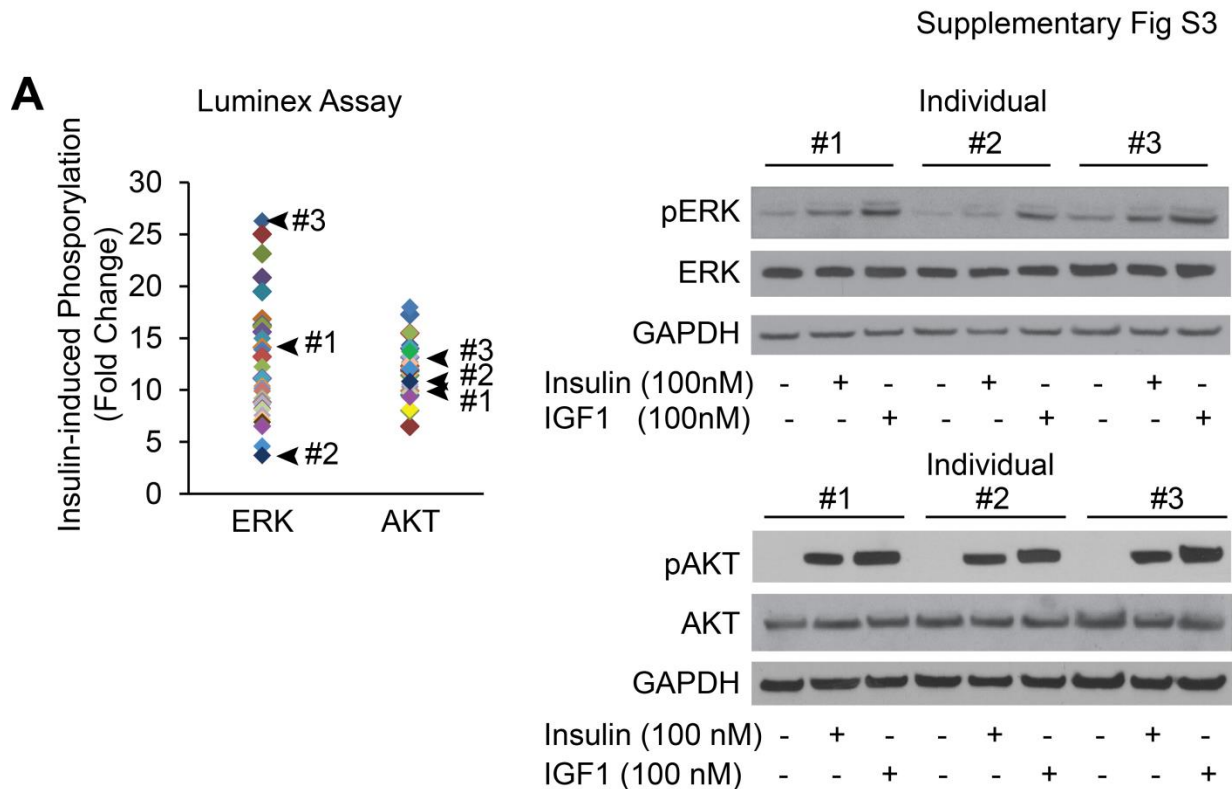 Supplementary Fig S3
A
Luminex Assay
Insulin-induced Phosporylation
(Fold Change)
30
25
20
15
10
5
0
#3
#1
#2
#3
#2
#1
ERK AKT
Individual
#1 #2 #3
pERK
ERK
GAPDH
Insulin (100nM) - + - - + - - + -
IGF1 (100nM) - - + - - + - - +
Individual
#1 #2 #3
pAKT
AKT
GAPDH
Insulin (100 nM) - + - - + - - + -
IGF1 (100 nM) - - + - - + - - +